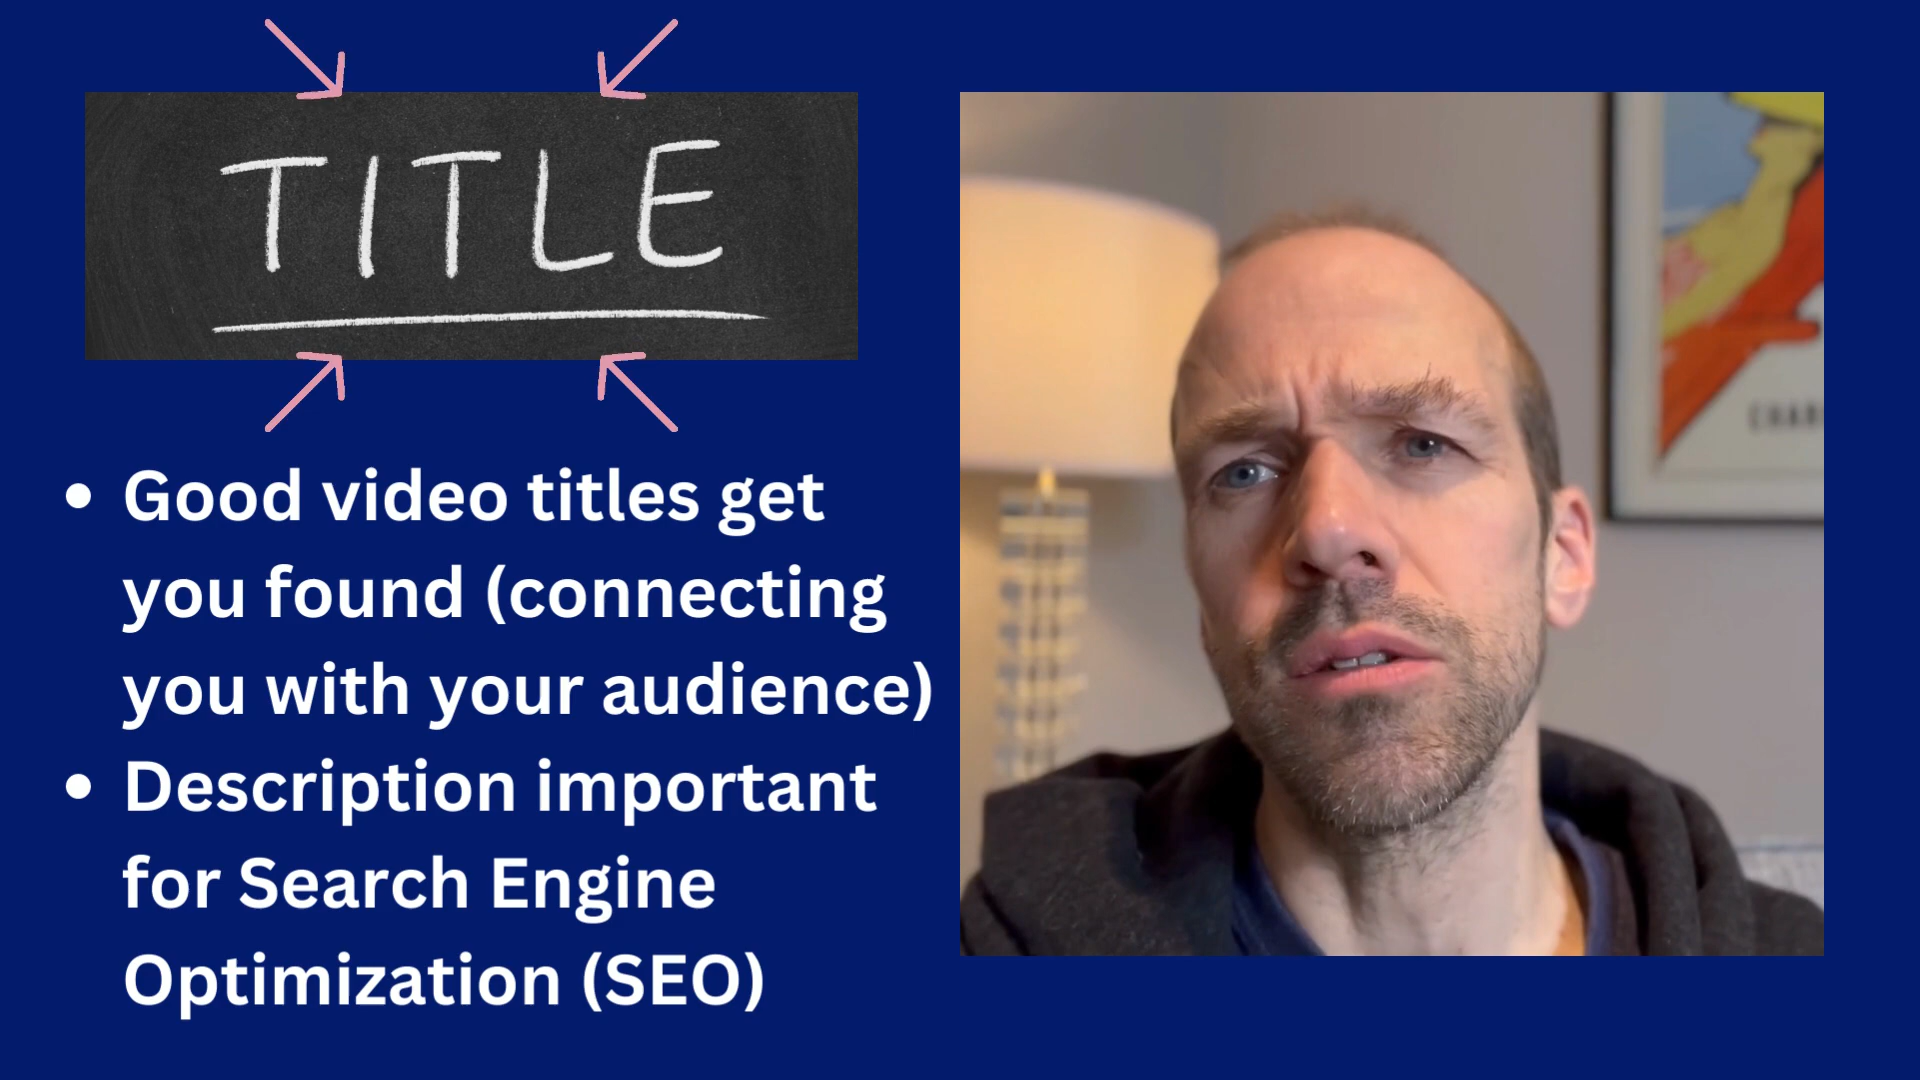 TITLE
• Good video titles get
you found (connecting
you with your audience)
• Description important
for Search Engine
Optimization (SEO)